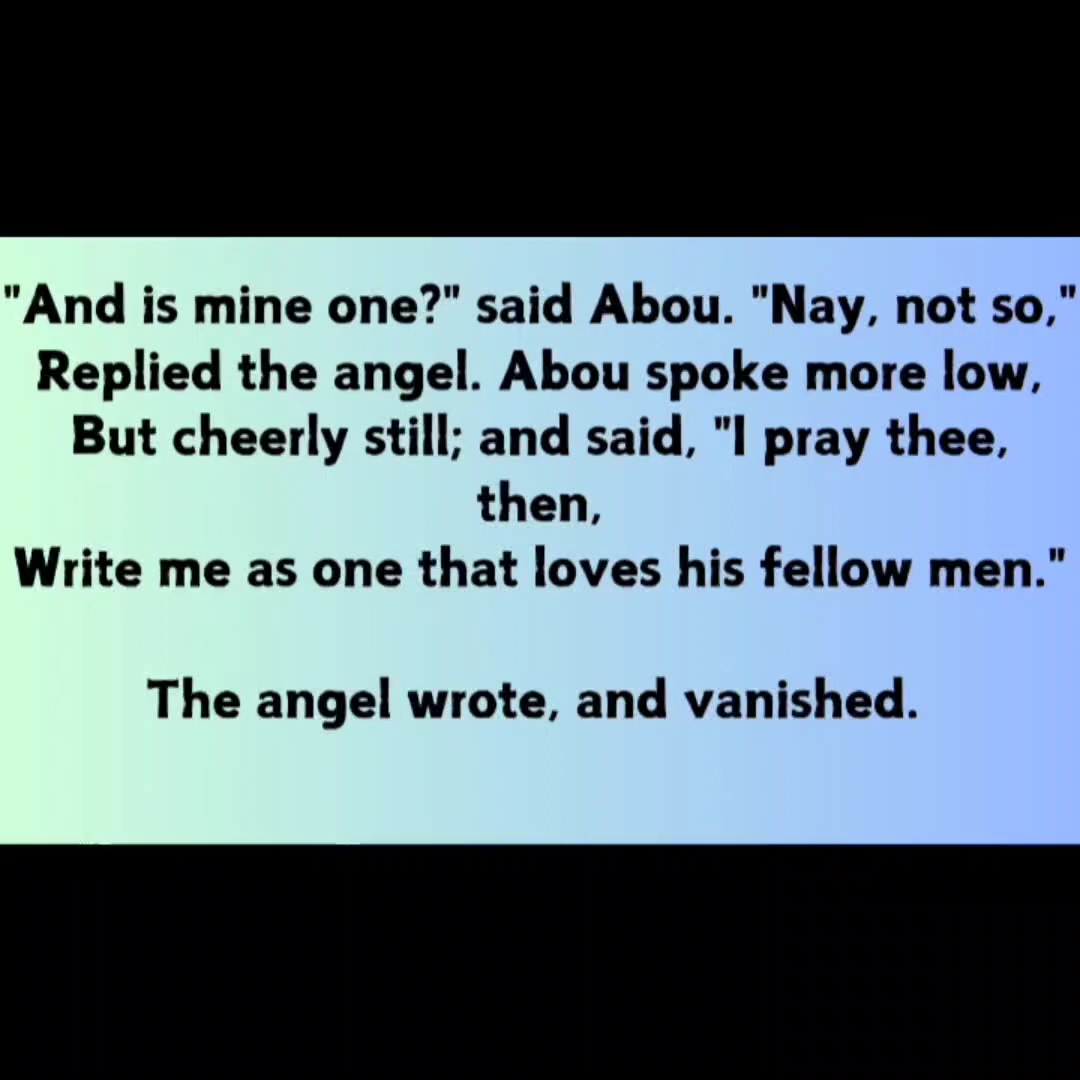 "And is mine one?" said Abou. "Nay, not so,"
Replied the angel. Abou spoke more low,
But cheerly still; and said, "I pray thee,
then,
Write me as one that loves his fellow men."
The angel wrote, and vanished.